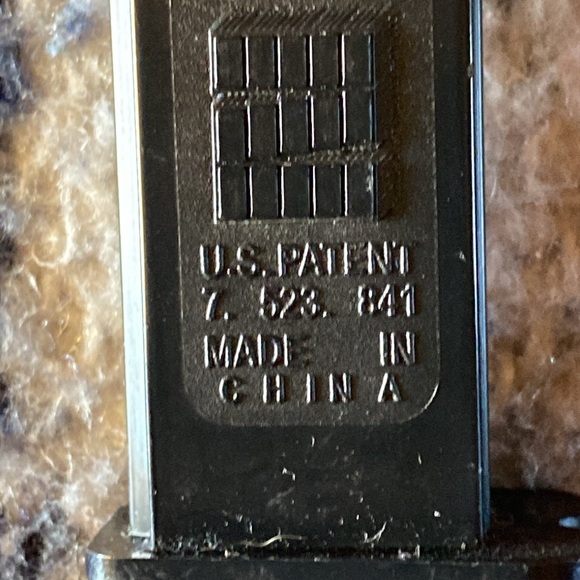 U.S. PATENT
7. 523. 841
MADE IN
CHINA